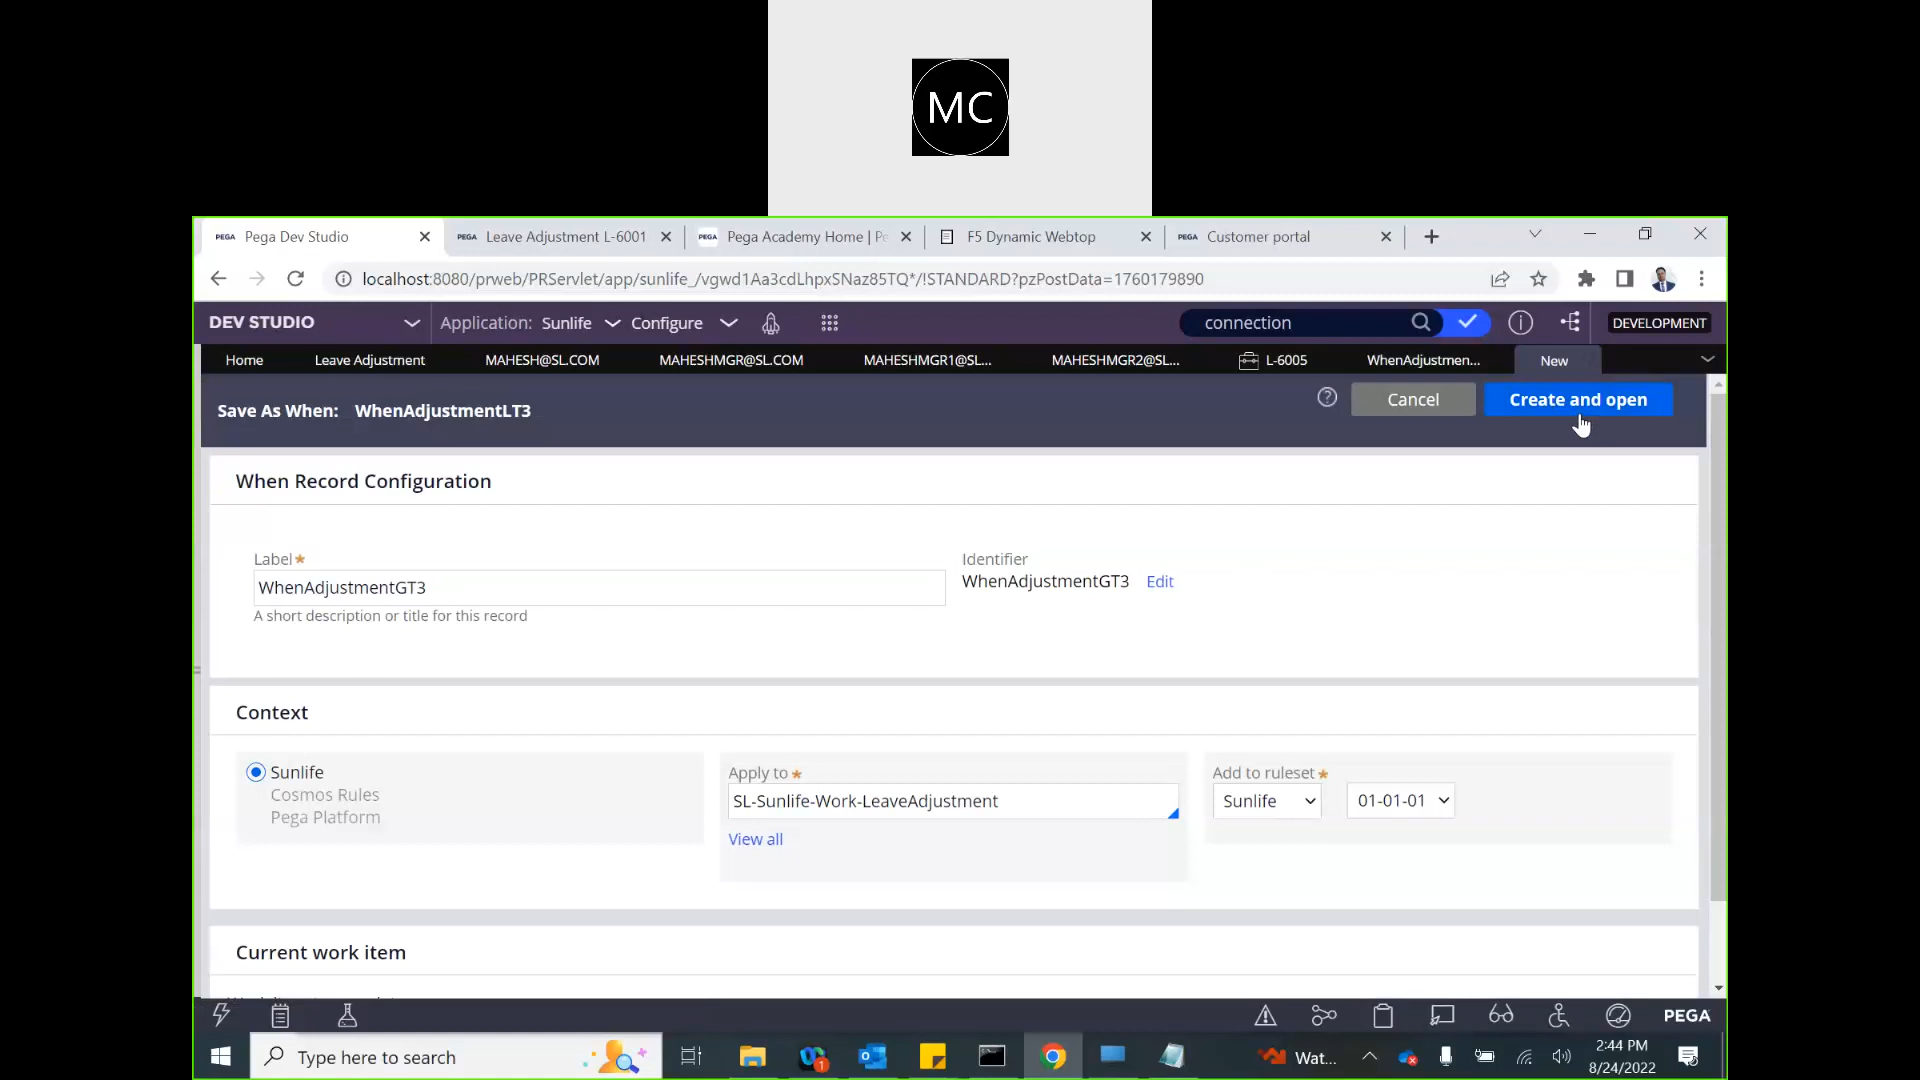 MC
PEGA Pega Dev Studio
PEGA Leave Adjustment L-6001
PEGA Pega Academy Home | Pe
F5 Dynamic Webtop
PEGA Customer portal
localhost:8080/prweb/PRServlet/app/sunlife_/vgwd1Aa3cdLhpxSNaz85TQ*/!STANDARD?pzPostData=1760179890
DEV STUDIO
Application: Sunlife
Configure
connection
DEVELOPMENT
Home
Leave Adjustment
MAHESH@SL.COM
MAHESHMGR@SL.COM
MAHESHMGR1@SL...
MAHESHMGR2@SL...
L-6005
WhenAdjustmen...
New
Save As When: WhenAdjustmentLT3
Cancel
Create and open
When Record Configuration
Label*
Identifier
WhenAdjustmentGT3
WhenAdjustmentGT3 Edit
A short description or title for this record
Context
Sunlife
Cosmos Rules
Pega Platform
Apply to *
SL-Sunlife-Work-LeaveAdjustment
View all
Add to ruleset *
Sunlife
01-01-01
Current work item
PEGA
Type here to search
1
Wat...
2:44 PM
8/24/2022